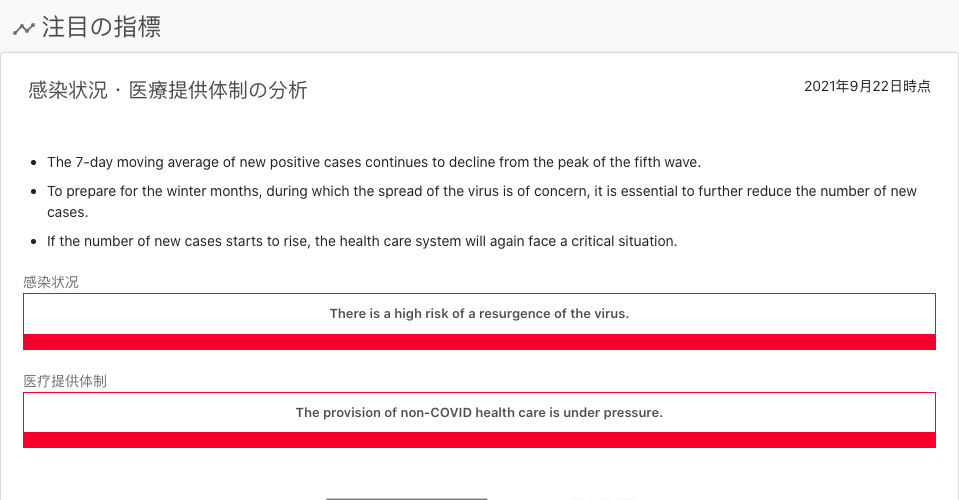 注目の指標
感染状況・医療提供体制の分析
2021年9月22日時点
The 7-day moving average of new positive cases continues to decline from the peak of the fifth wave.
To prepare for the winter months, during which the spread of the virus is of concern, it is essential to further reduce the number of new
cases.
If the number of new cases starts to rise, the health care system will again face a critical situation.
感染状况
There is a high risk of a resurgence of the virus.
医疗提供体制
The provision of non-COVID health care is under pressure.